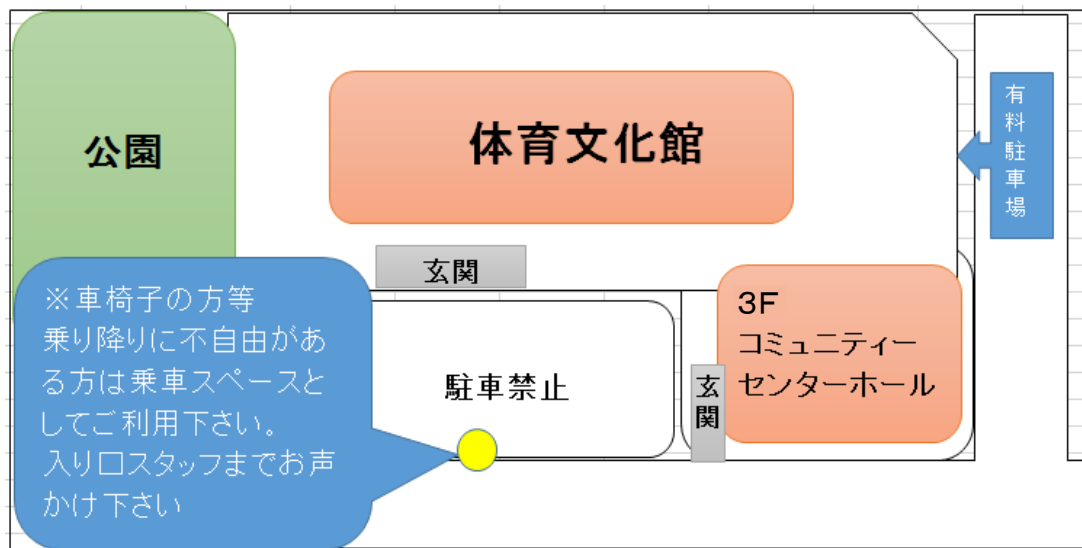 公園
体育文化館
有料駐車場
玄関
※車椅子の方等
乗り降りに不自由があ
る方は乗車スペースと
してご利用下さい。
入り口スタッフまでお声
かけ下さい
駐車禁止
玄関
３F
コミュニティー
センターホール